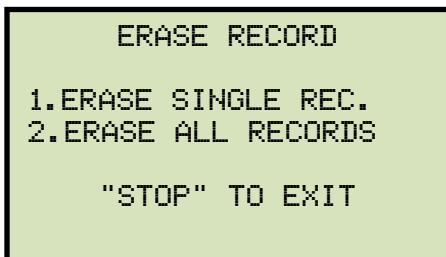 ERASE RECORD
1.ERASE SINGLE REC.
2.ERASE ALL RECORDS
"STOP" TO EXIT